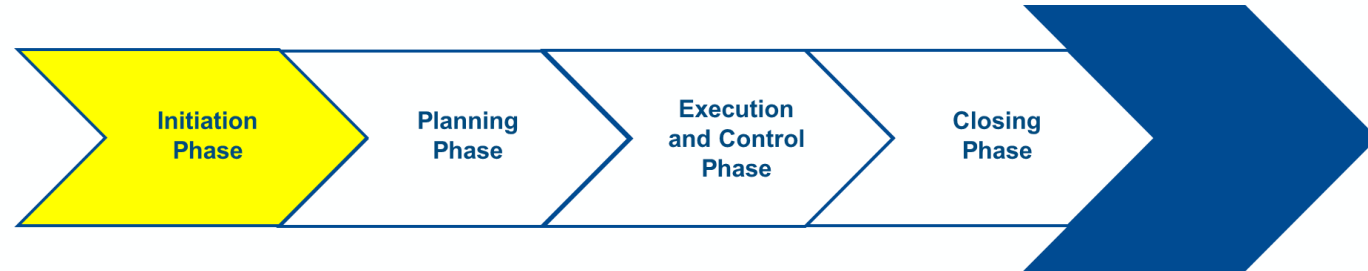 Initiation
Phase
Planning
Phase
Execution
and Control
Phase
Closing
Phase